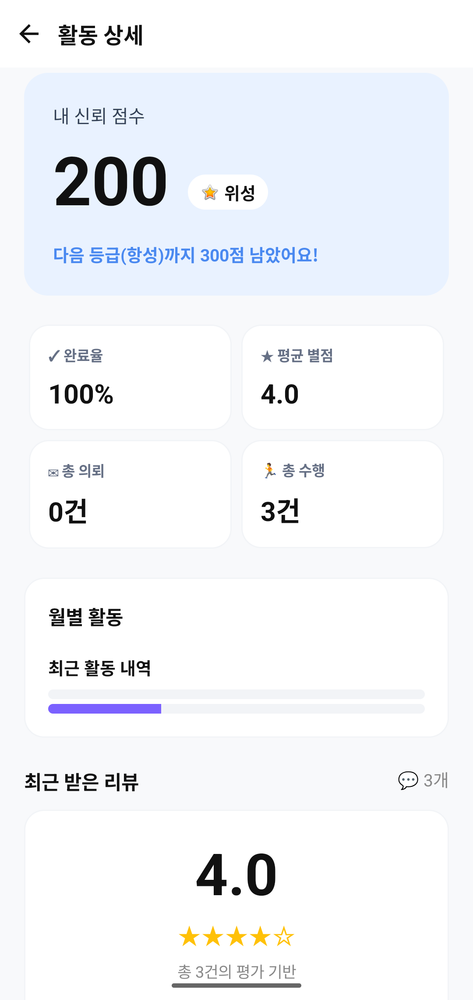 활동 상세
내 신뢰 점수
200
⭐ 위성
다음 등급(항성)까지 300점 남았어요!
✓ 완료율
100%
★ 평균 별점
4.0
✉ 총 의뢰
0건
🏃 총 수행
3건
월별 활동
최근 활동 내역
최근 받은 리뷰
💬 3개
4.0
★★★★☆
총 3건의 평가 기반